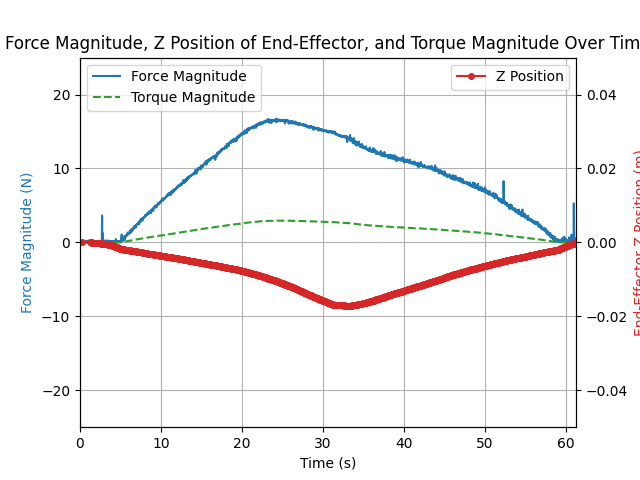 Force Magnitude, Z Position of End-Effector, and Torque Magnitude Over Tim
Force Magnitude
Torque Magnitude
Z Position
20
10
0
−10
−20
0.04
0.02
0.00
−0.02
−0.04
Force Magnitude (N)
End-Effector Z Position (m)
0 10 20 30 40 50 60
Time (s)